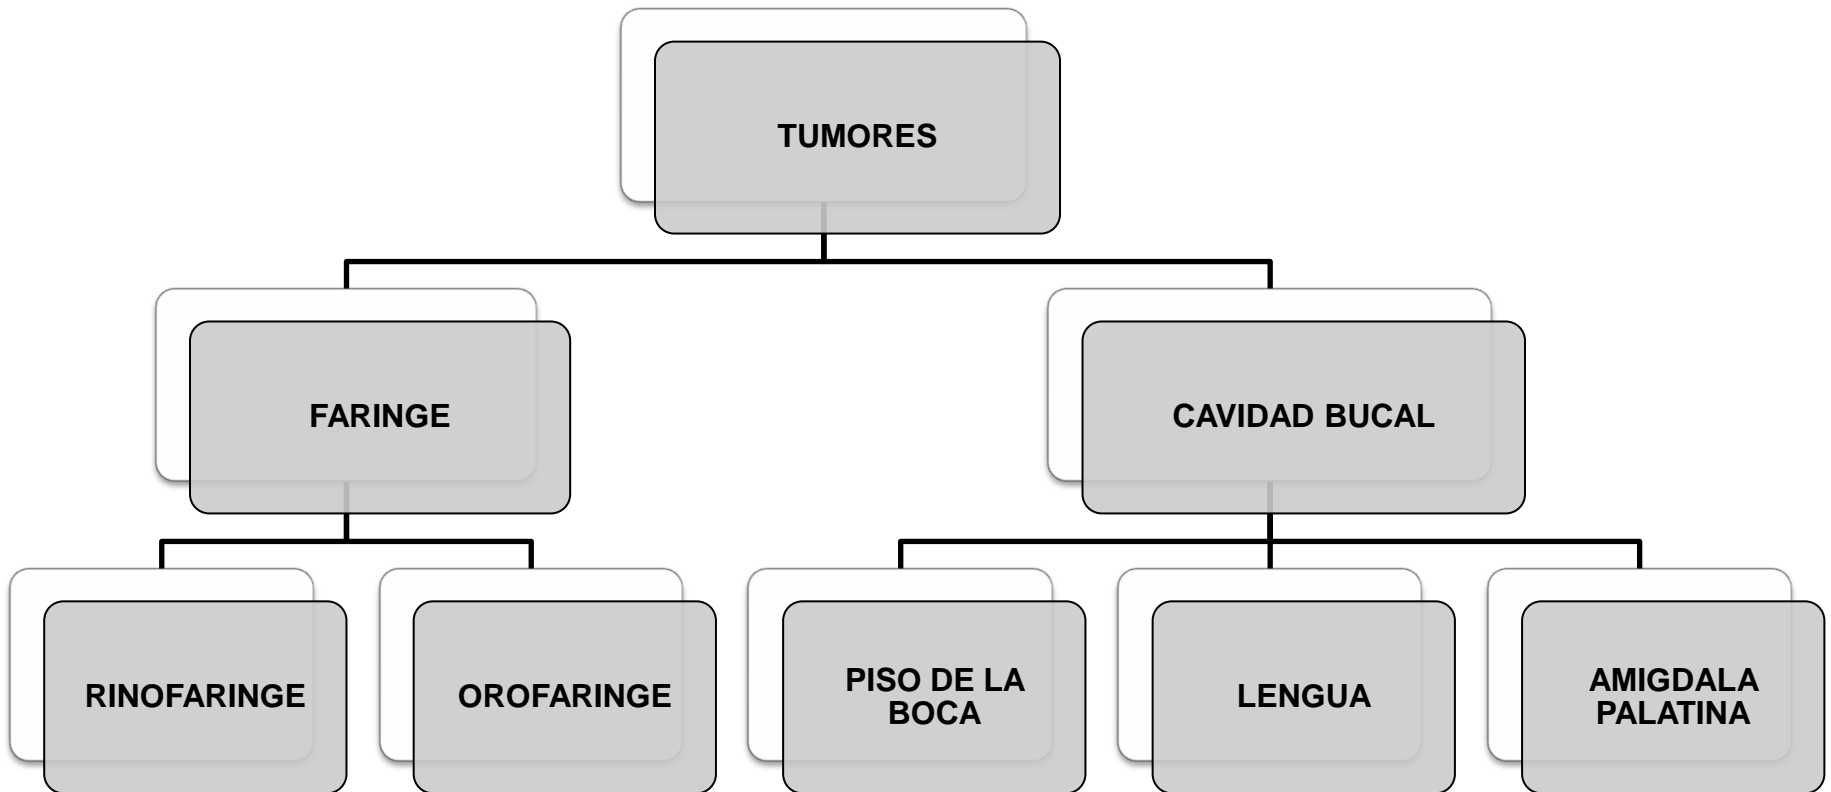 TUMORES
FARINGE
CAVIDAD BUCAL
RINOFARINGE
OROFARINGE
PISO DE LA
BOCA
LENGUA
AMIGDALA
PALATINA